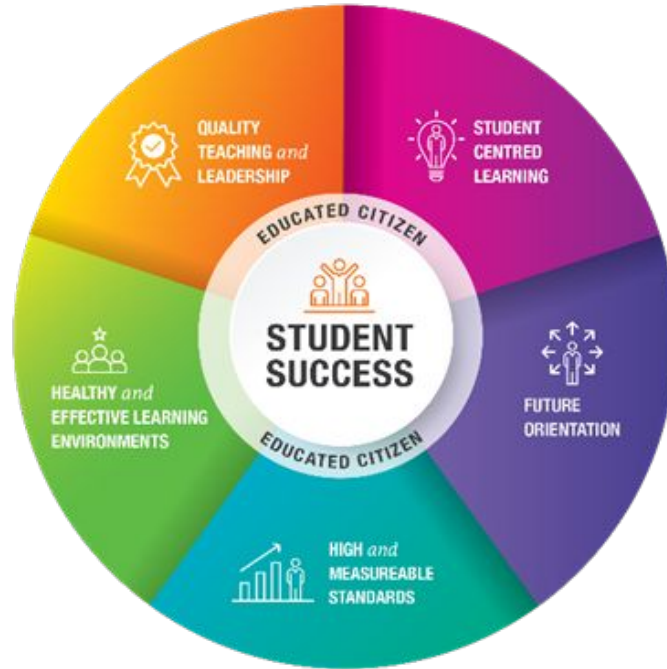 QUALITY
TEACHING and
LEADERSHIP
STUDENT
CENTRED
LEARNING
EDUCATED CITIZEN
STUDENT
SUCCESS
EDUCATED CITIZEN
HEALTHY and
EFFECTIVE LEARNING
ENVIRONMENTS
FUTURE
ORIENTATION
HIGH and
MEASUREABLE
STANDARDS